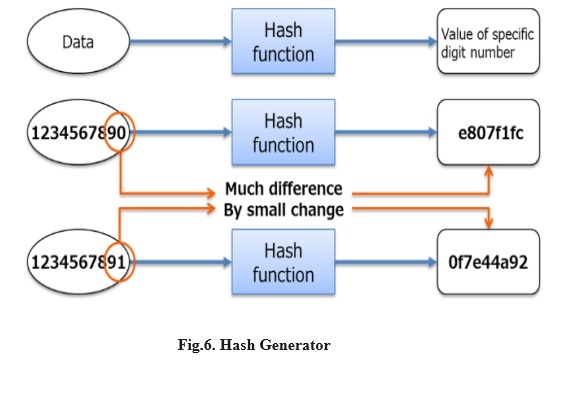 Data
Hash
function
Value of specific
digit number
1234567890
Hash
function
e807f1fc
Much difference
By small change
1234567891
Hash
function
0f7e44a92
Fig.6. Hash Generator